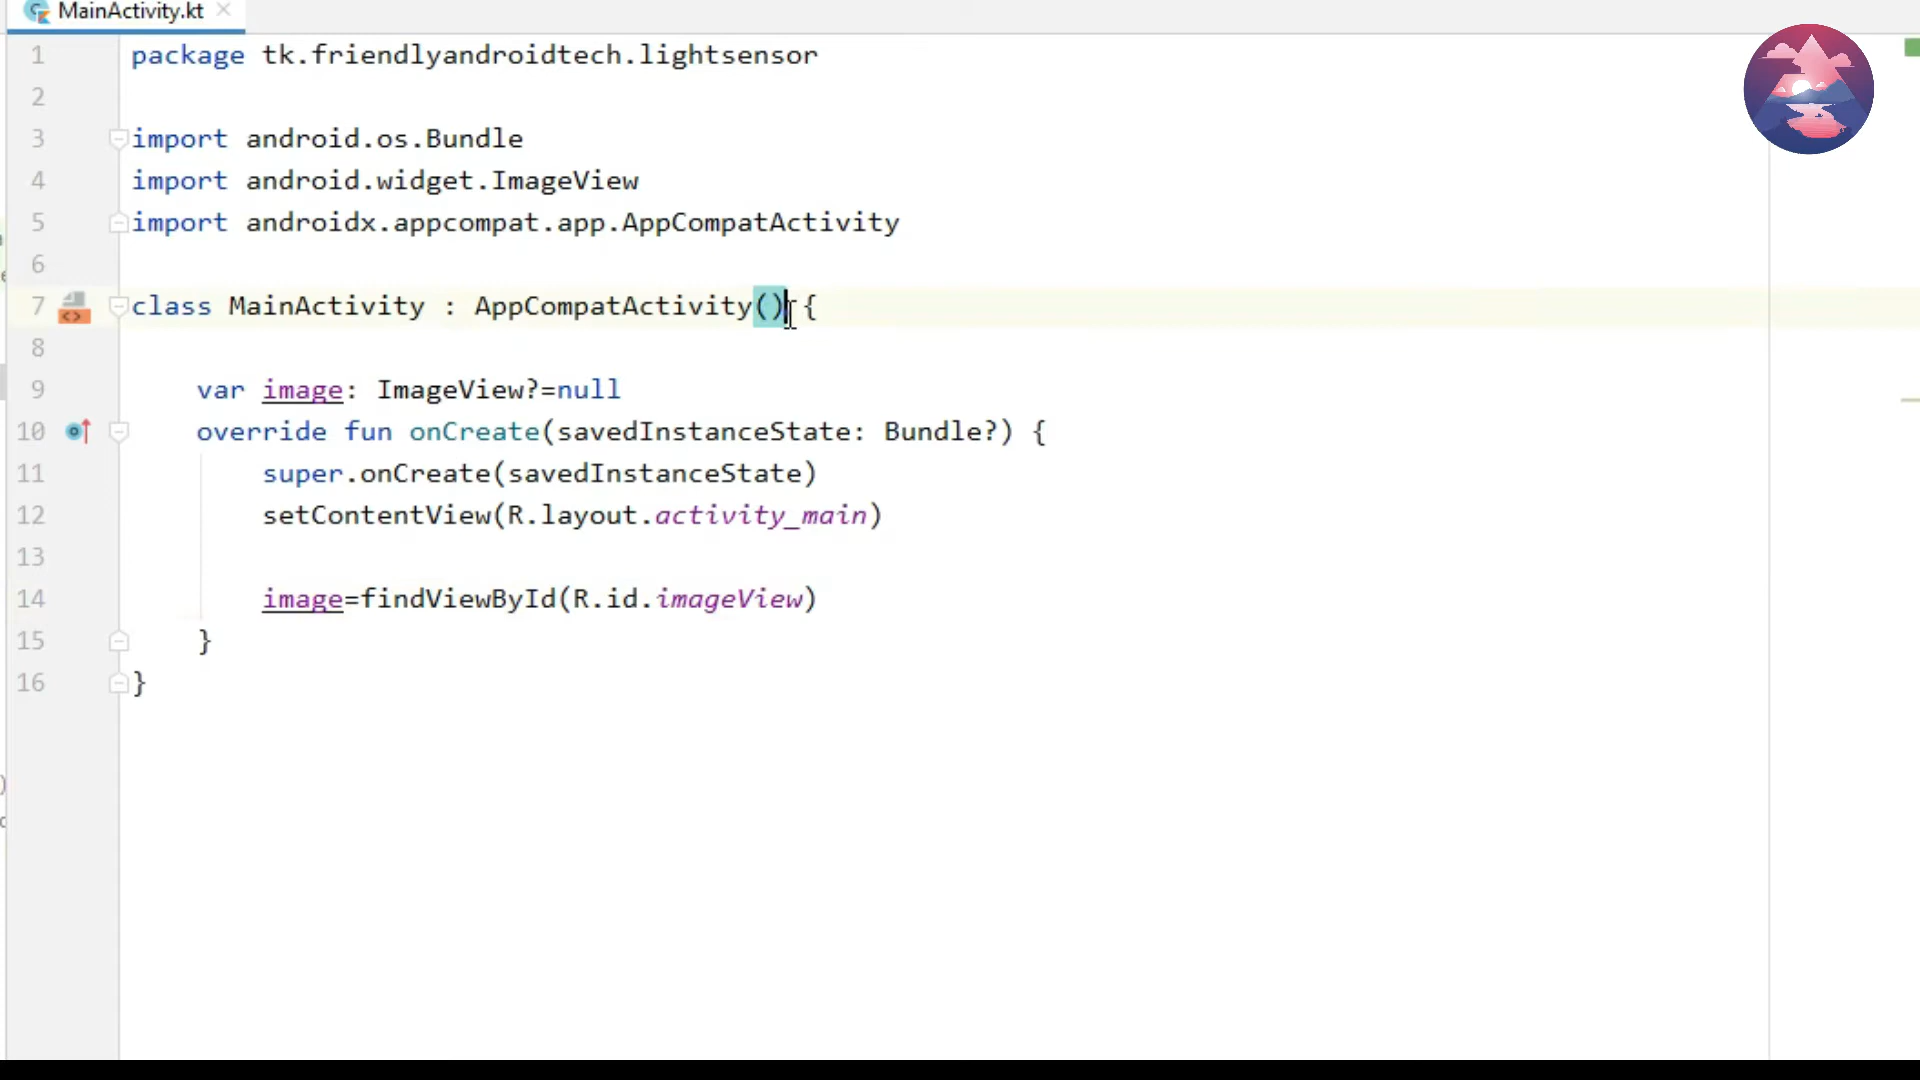 MainActivity.kt
1 package tk.friendlyandroidtech.lightsensor
2
3 import android.os.Bundle
4 import android.widget.ImageView
5 import androidx.appcompat.app.AppCompatActivity
6
7 class MainActivity : AppCompatActivity() {
8
9 var image: ImageView?=null
10 override fun onCreate(savedInstanceState: Bundle?) {
11 super.onCreate(savedInstanceState)
12 setContentView(R.layout.activity_main)
13
14 image=findViewById(R.id.imageView)
15 }
16 }